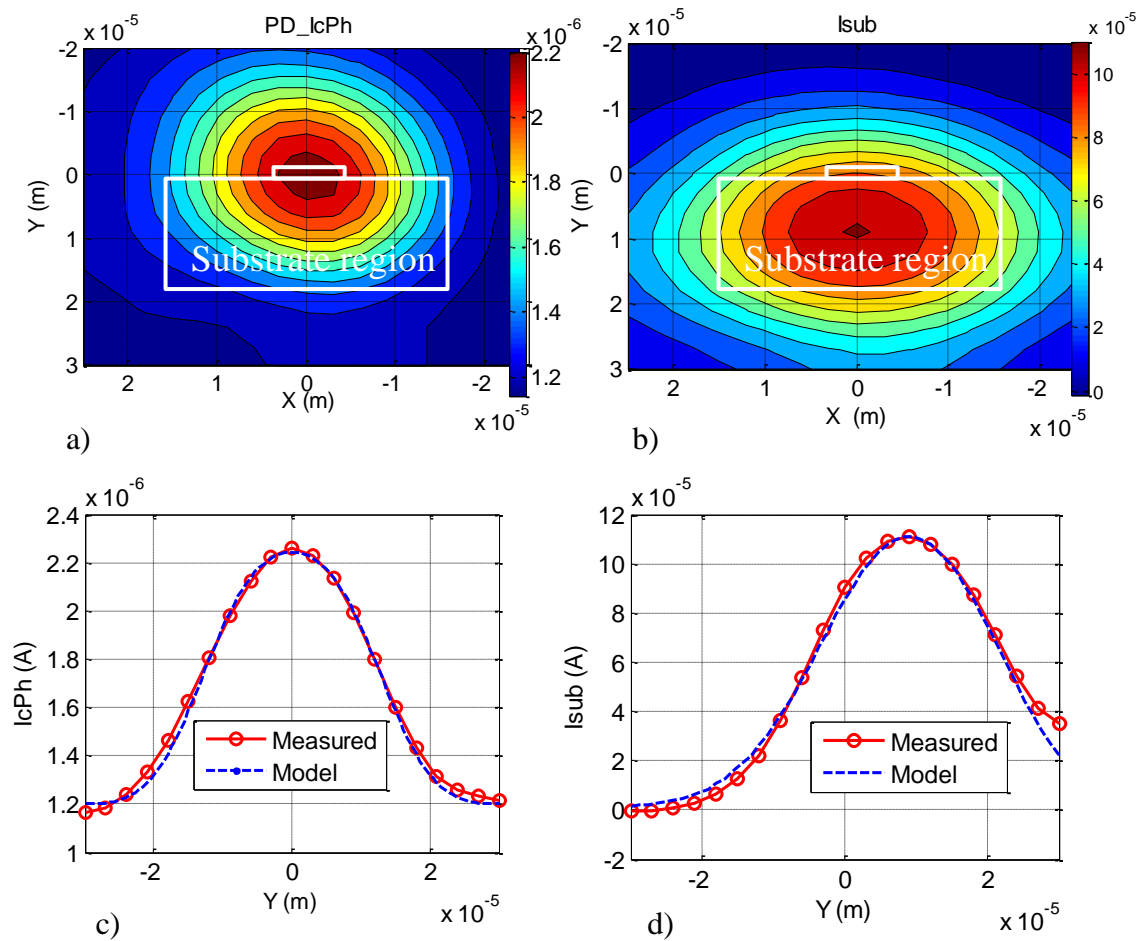 x 10⁻⁵
PD_IcPh
x 10⁻⁶
-2
-1
0
1
2
3
Y (m)
2 1 0 -1 -2
X (m)
x 10⁻⁵
2.2
2
1.8
1.6
1.4
1.2
Substrate region
a)
x 10⁻⁵
Isub
x 10⁻⁵
-2
-1
0
1
2
3
Y (m)
2 1 0 -1 -2
X (m)
x 10⁻⁵
10
8
6
4
2
0
Substrate region
b)
x 10⁻⁶
2.4
2.2
2
1.8
1.6
1.4
1.2
1
IcPh (A)
Measured
Model
-2 0 2
Y (m)
x 10⁻⁵
c)
x 10⁻⁵
12
10
8
6
4
2
0
-2
Isub (A)
Measured
Model
-2 0 2
Y (m)
x 10⁻⁵
d)